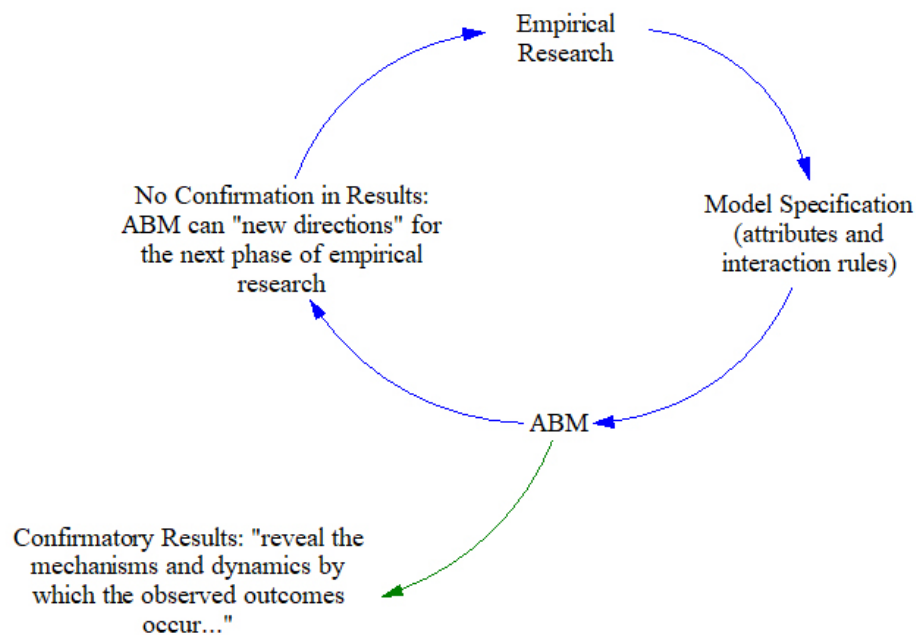 Empirical
Research
Model Specification
(attributes and
interaction rules)
ABM
No Confirmation in Results:
ABM can "new directions" for
the next phase of empirical
research
Confirmatory Results: "reveal the
mechanisms and dynamics by
which the observed outcomes
occur..."